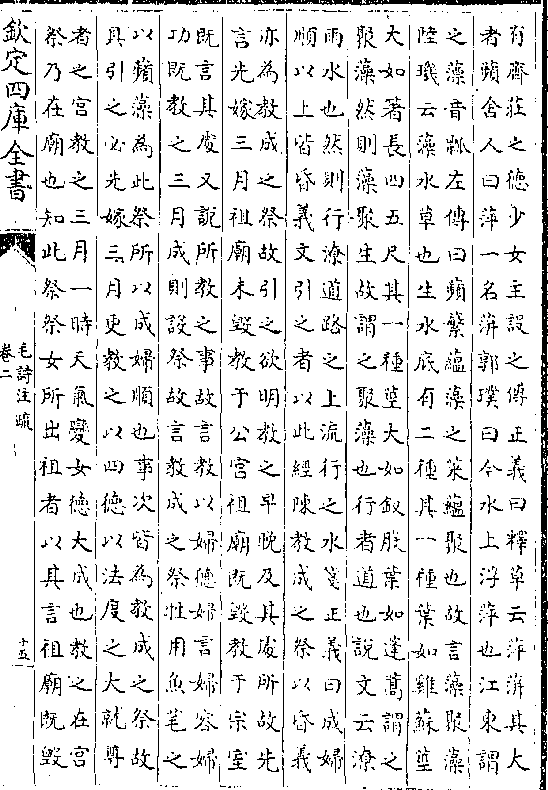 有齊莊之德少女主設之傳正義曰釋草云萍蓱其大
者蘋舍人曰萍一名蓱郭璞曰今水上浮萍也江東謂
之薸音瓢左傳曰蘋蘩薀藻之菜蘊聚也故言藻聚藻
陸璣云藻水草也生水底有二種其一種葉如雞蘇莖
大如箸長四五尺其一種莖大如釵股葉如蓬蒿謂之
聚藻然則藻聚生故謂之聚藻也行者道也說文云潦
雨水也然則行潦道路之上流行之水箋正義曰成婦
順以上皆昏義文引之者以此經陳教成之祭以昏義
亦為教成之祭故引之欲明教之早晚及其處所故先
言先嫁三月祖廟未毀教于公宮祖廟既毀教于宗室
既言其處又說所教之事故言教以婦德婦言婦容婦
功既教之三月成則設祭故言教成之祭牲用魚芼之
以蘋藻為此祭所以成婦順也事次皆為教成之祭故
具引之必先嫁三月更教之以四德以法度之大就尊
者之宮教之三月一時天氣變女德大成也教之在宮
祭乃在廟也知此祭祭女所出祖者以其言祖廟既毀
欽定四庫全書
毛詩注疏
卷二
十五